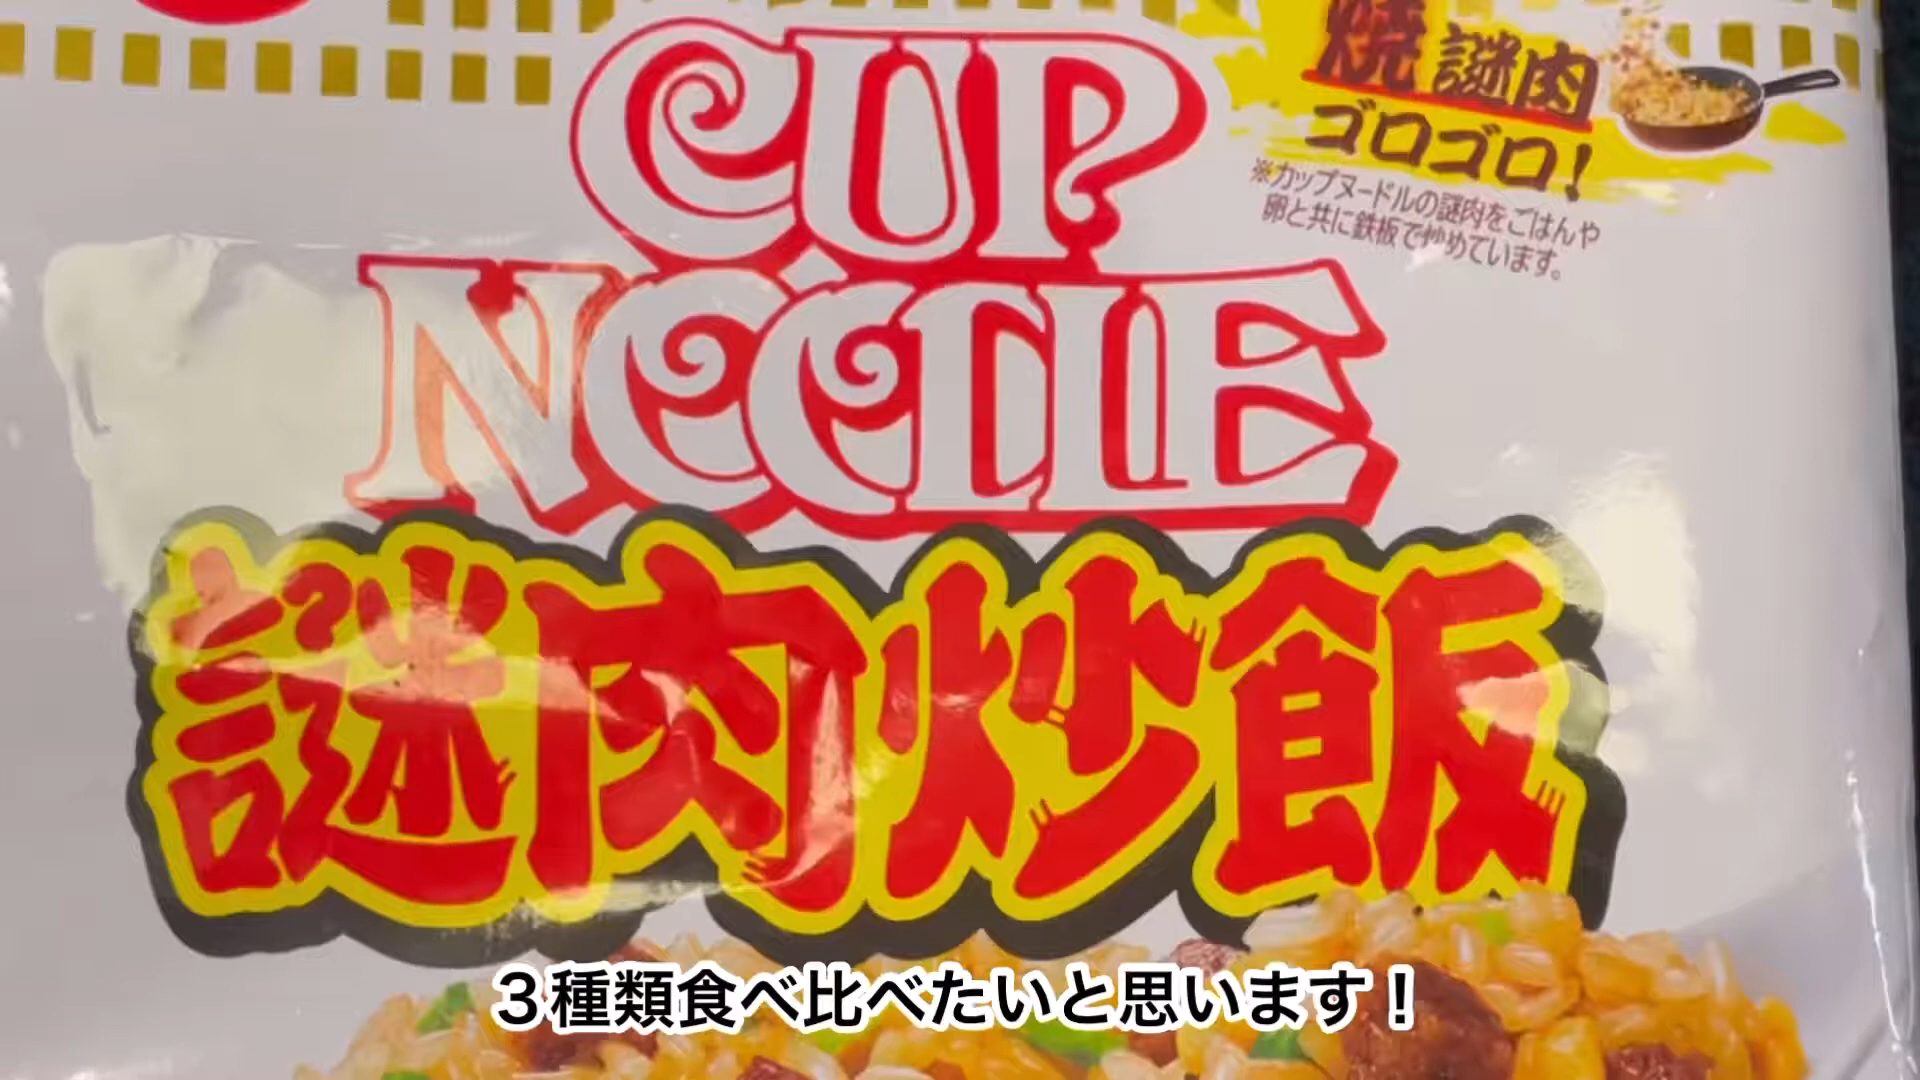 CUP
NOODLE
謎肉炒飯
焼謎肉
ゴロゴロ!
※カップヌードルの謎肉をごはんや
卵と共に鉄板で炒めています。
3種類食べ比べたいと思います!